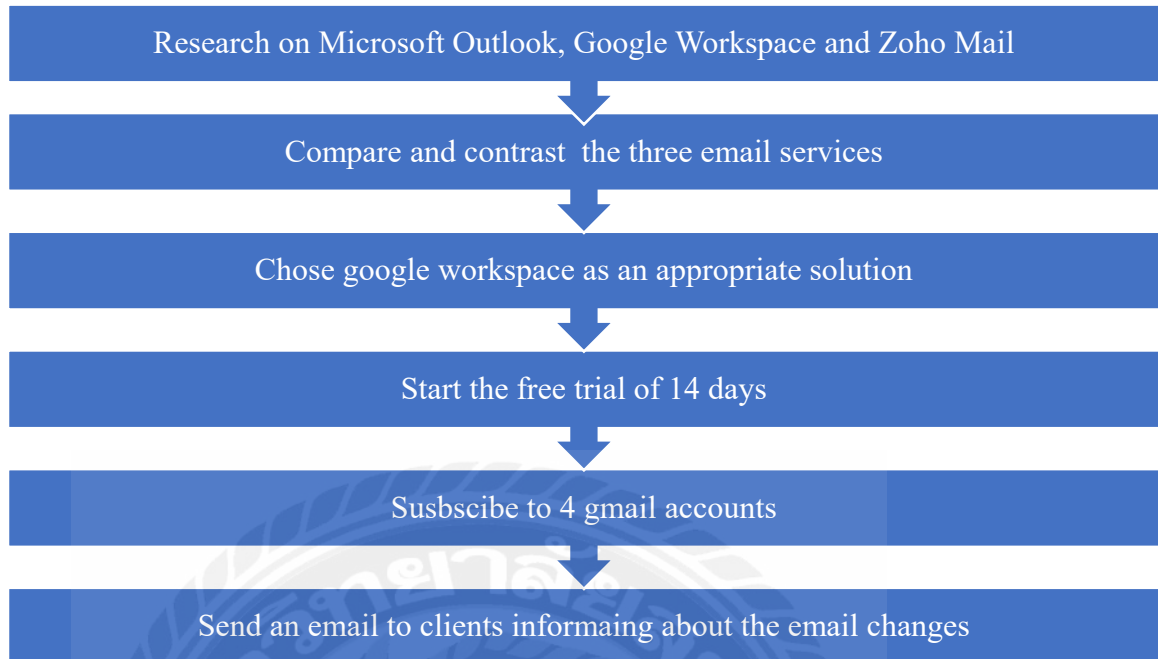 Research on Microsoft Outlook, Google Workspace and Zoho Mail
Compare and contrast the three email services
Chose google workspace as an appropriate solution
Start the free trial of 14 days
Susbscibe to 4 gmail accounts
Send an email to clients informaing about the email changes